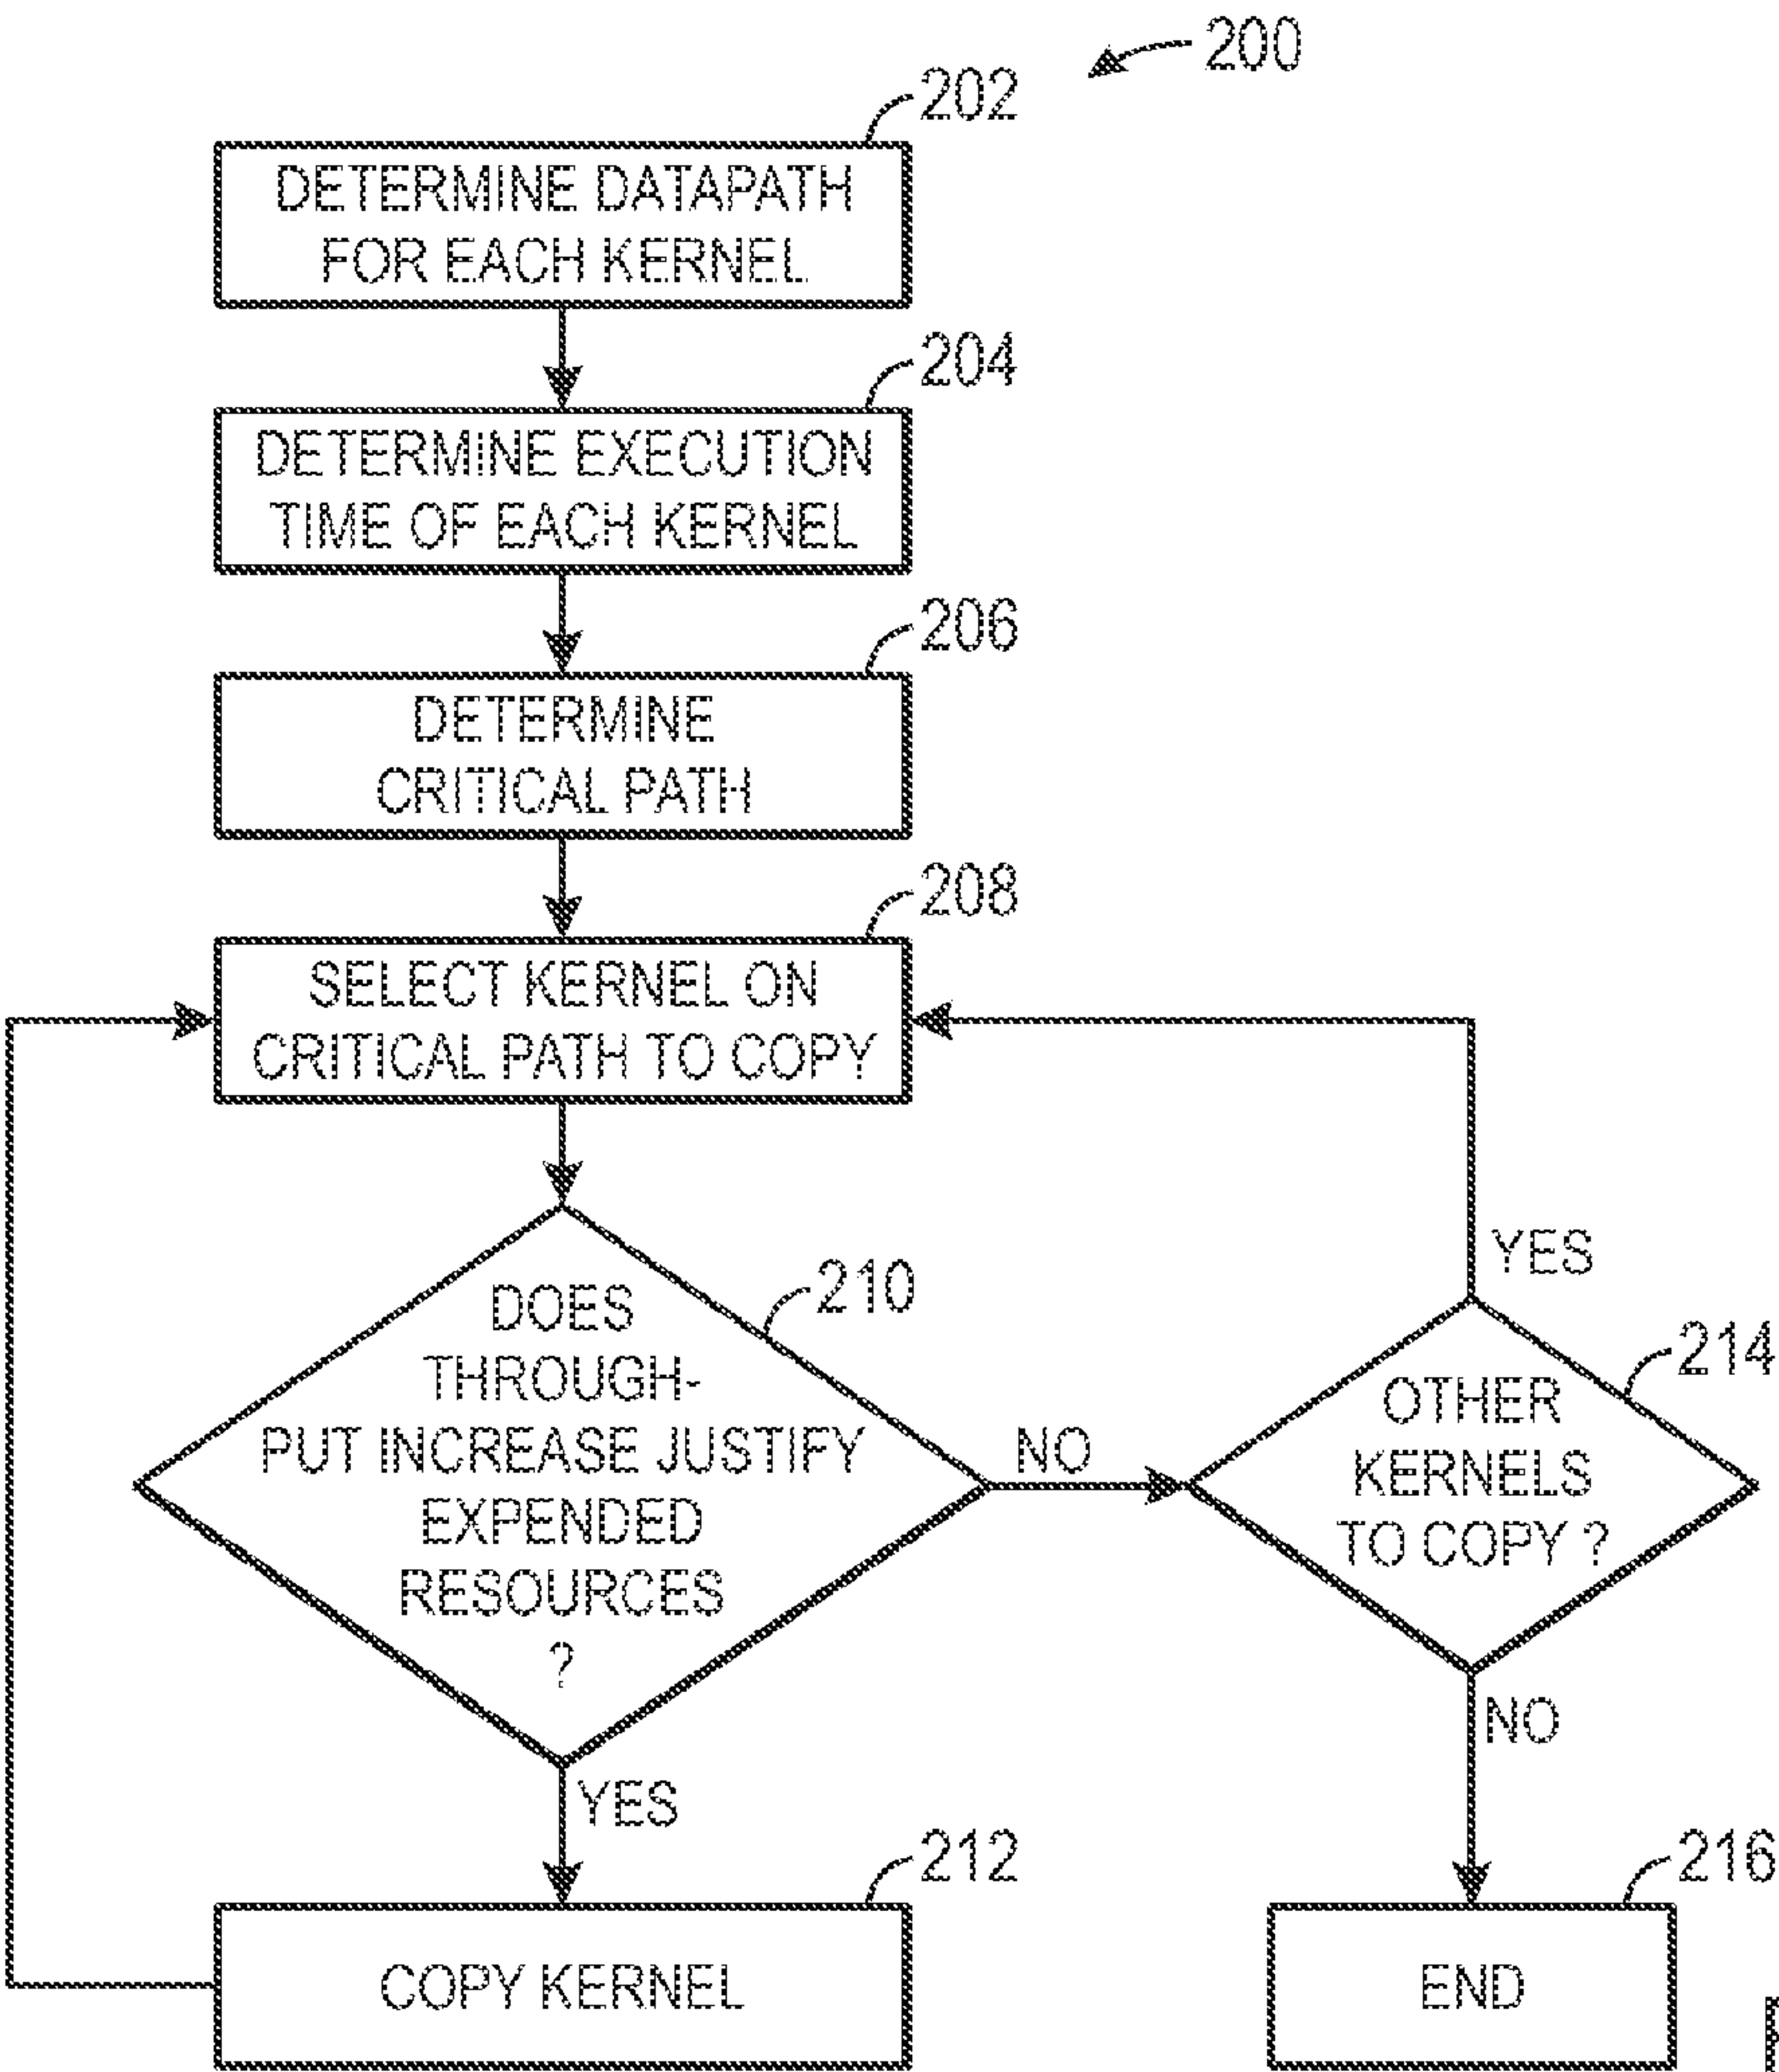 200
202
DETERMINE DATAPATH
FOR EACH KERNEL
204
DETERMINE EXECUTION
TIME OF EACH KERNEL
206
DETERMINE
CRITICAL PATH
208
SELECT KERNEL ON
CRITICAL PATH TO COPY
210
DOES
THROUGH-
PUT INCREASE JUSTIFY
EXPENDED
RESOURCES
?
NO
YES
214
OTHER
KERNELS
TO COPY ?
NO
YES
212
COPY KERNEL
216
END